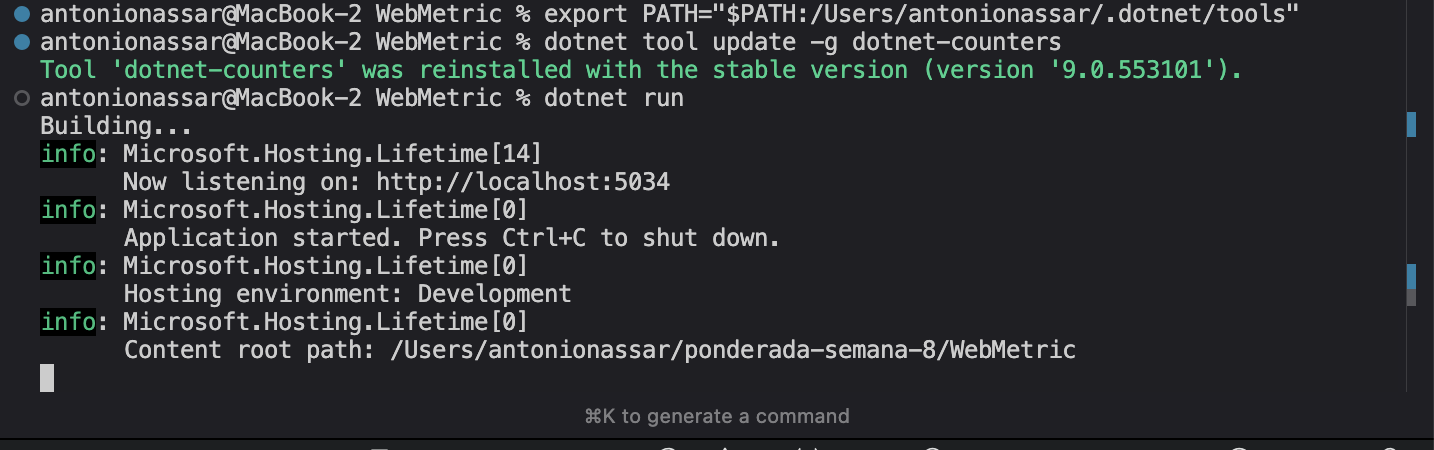 antonionassar@MacBook-2 WebMetric % export PATH="$PATH:/Users/antonionassar/.dotnet/tools"
antonionassar@MacBook-2 WebMetric % dotnet tool update -g dotnet-counters
Tool 'dotnet-counters' was reinstalled with the stable version (version '9.0.553101').
antonionassar@MacBook-2 WebMetric % dotnet run
Building...
info: Microsoft.Hosting.Lifetime[14]
Now listening on: http://localhost:5034
info: Microsoft.Hosting.Lifetime[0]
Application started. Press Ctrl+C to shut down.
info: Microsoft.Hosting.Lifetime[0]
Hosting environment: Development
info: Microsoft.Hosting.Lifetime[0]
Content root path: /Users/antonionassar/ponderada-semana-8/WebMetric
⌘K to generate a command